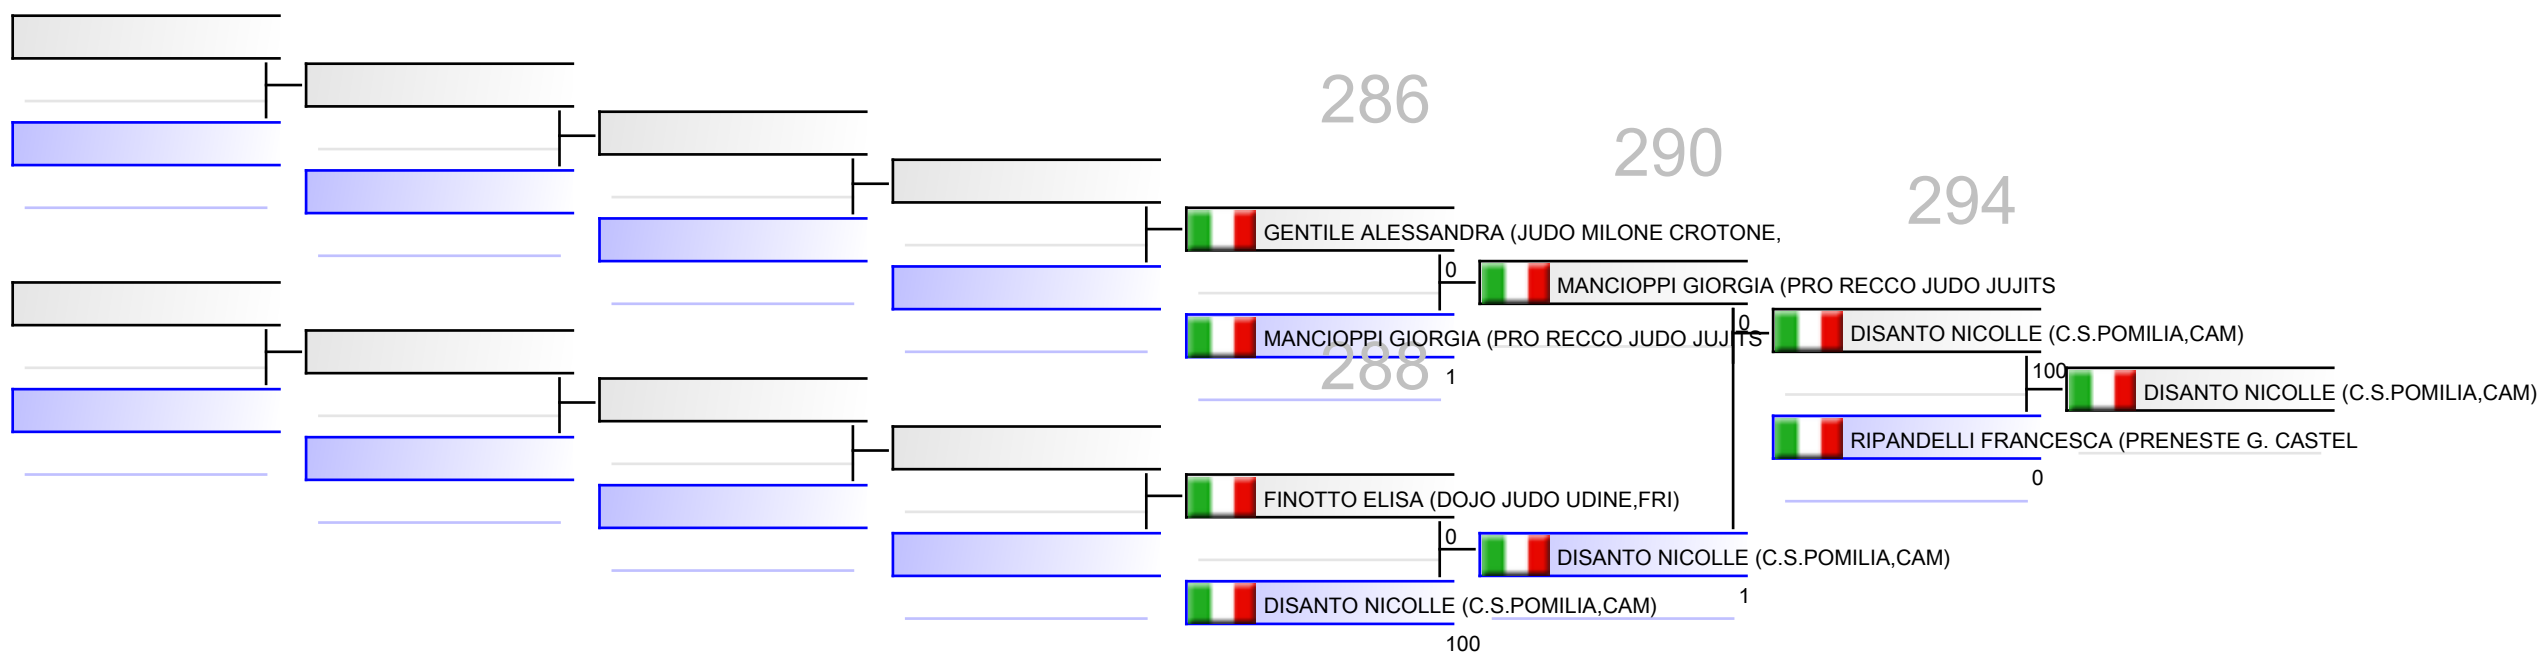 286
290
294
GENTILE ALESSANDRA (JUDO MILONE CROTONE,
0
MANCIOPPI GIORGIA (PRO RECCO JUDO JUJITS
MANCIOPPI GIORGIA (PRO RECCO JUDO JUJITS
0
DISANTO NICOLLE (C.S.POMILIA,CAM)
288
1
100
DISANTO NICOLLE (C.S.POMILIA,CAM)
RIPANDELLI FRANCESCA (PRENESTE G. CASTEL
0
FINOTTO ELISA (DOJO JUDO UDINE,FRI)
0
DISANTO NICOLLE (C.S.POMILIA,CAM)
DISANTO NICOLLE (C.S.POMILIA,CAM)
1
100